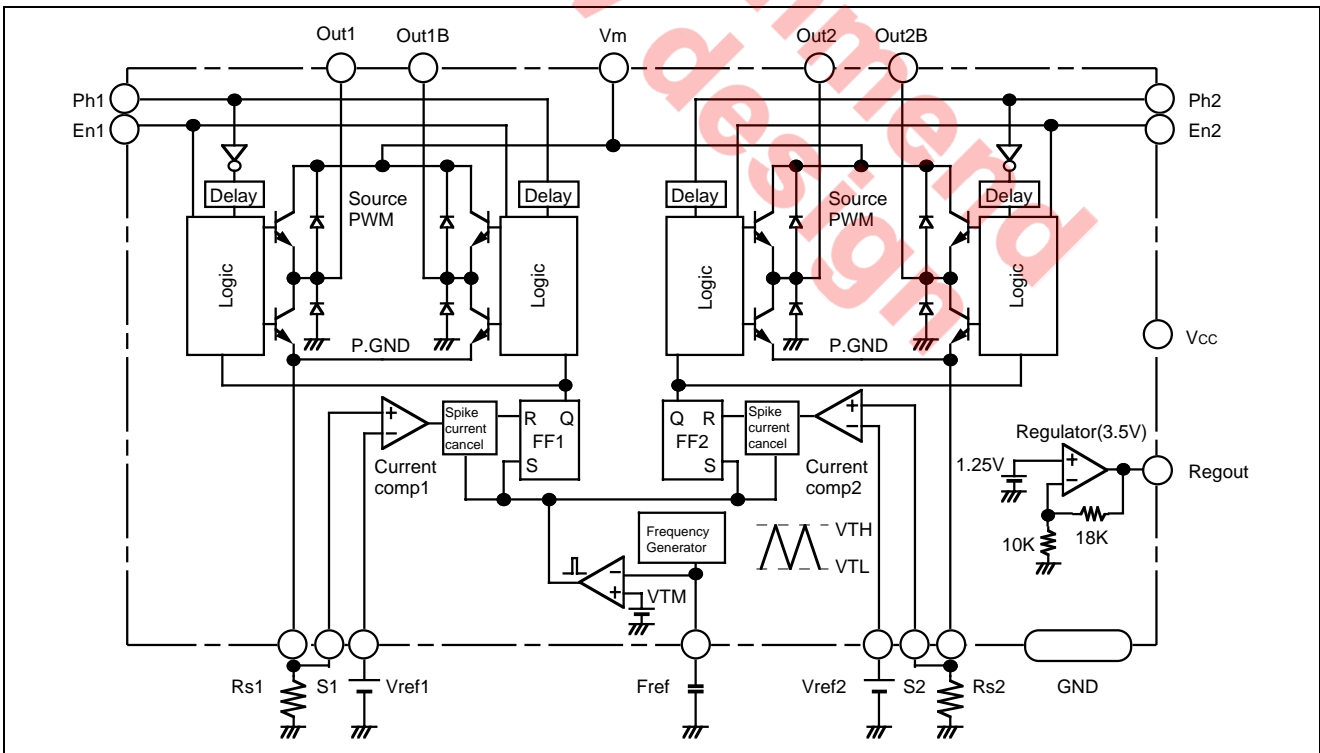 Out1 Out1B Vm Out2 Out2B
Ph1 Ph2
En1 En2
Delay Source PWM Delay Delay Source PWM Delay
Logic Logic Logic Logic
P.GND P.GND
Vcc
+ − Spike current cancel R Q FF1 S
Q R FF2 S Spike current cancel + −
Current comp1
Current comp2
Regulator(3.5V)
1.25V + − Regout
10K 18K
Frequency Generator
VTH
VTL
− + VTM
Rs1 S1 Vref1 Fref Vref2 S2 Rs2 GND
mmend
design